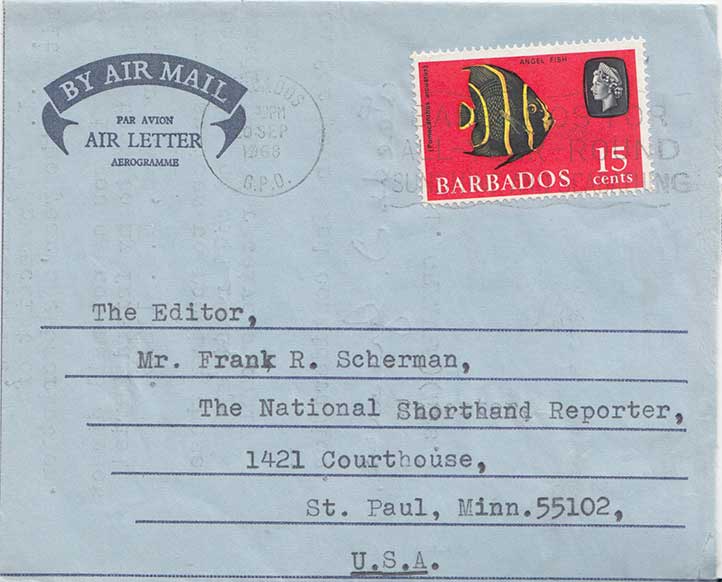 BY AIR MAIL
PAR AVION
AIR LETTER
AEROGRAMME
SEP
1968
G.P.O.
ANGEL FISH
15
cents
BARBADOS
The Editor,
Mr. Frank R. Scherman,
The National Shorthand Reporter,
1421 Courthouse,
St. Paul, Minn.55102,
U.S.A.